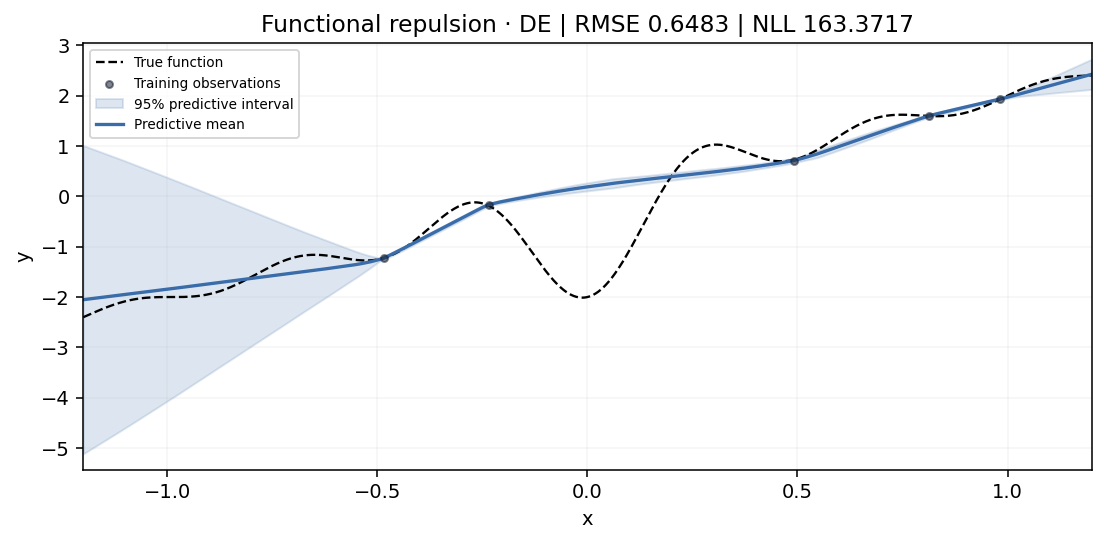 Functional repulsion · DE | RMSE 0.6483 | NLL 163.3717
True function
Training observations
95% predictive interval
Predictive mean
3
2
1
0
−1
−2
−3
−4
−5
y
−1.0
−0.5
0.0
0.5
1.0
x